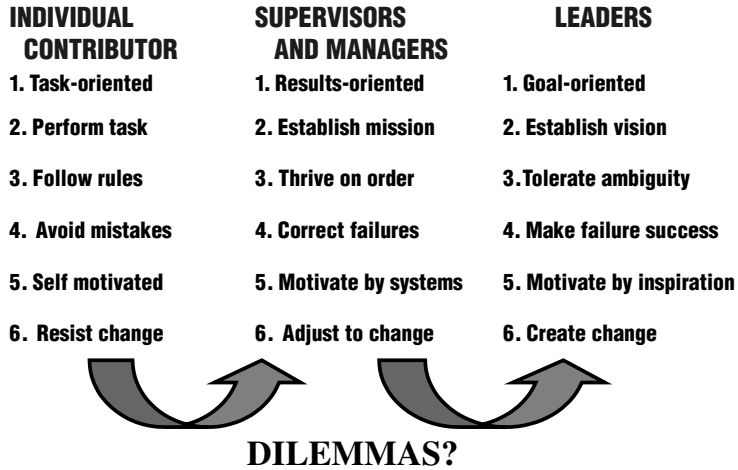 INDIVIDUAL
CONTRIBUTOR
1. Task-oriented
2. Perform task
3. Follow rules
4. Avoid mistakes
5. Self motivated
6. Resist change
SUPERVISORS
AND MANAGERS
1. Results-oriented
2. Establish mission
3. Thrive on order
4. Correct failures
5. Motivate by systems
6. Adjust to change
LEADERS
1. Goal-oriented
2. Establish vision
3.Tolerate ambiguity
4. Make failure success
5. Motivate by inspiration
6. Create change
DILEMMAS?